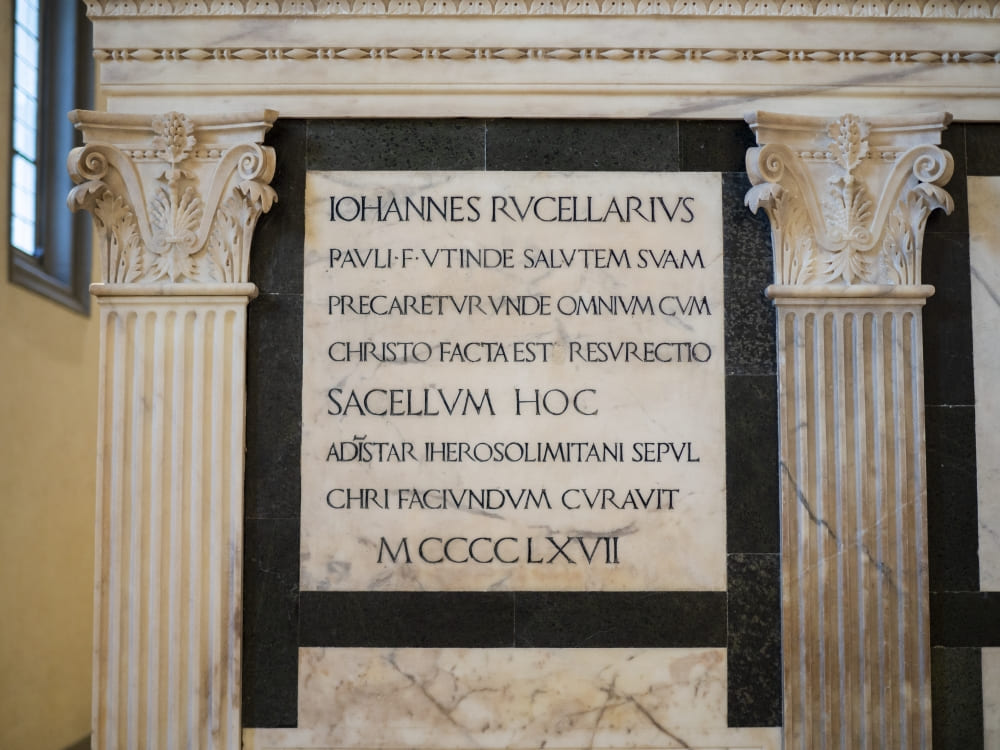 IOHANNES RVCELLARIVS
PAVLI·F·VTINDE SALVTEM SVAM
PRECARETVR VNDE OMNIVM CVM
CHRISTO FACTA EST RESVRECTIO
SACELLVM HOC
ADĨSTAR IHEROSOLIMITANI SEPVL
CHRI FACIVNDVM CVRAVIT
MCCCCLXVII